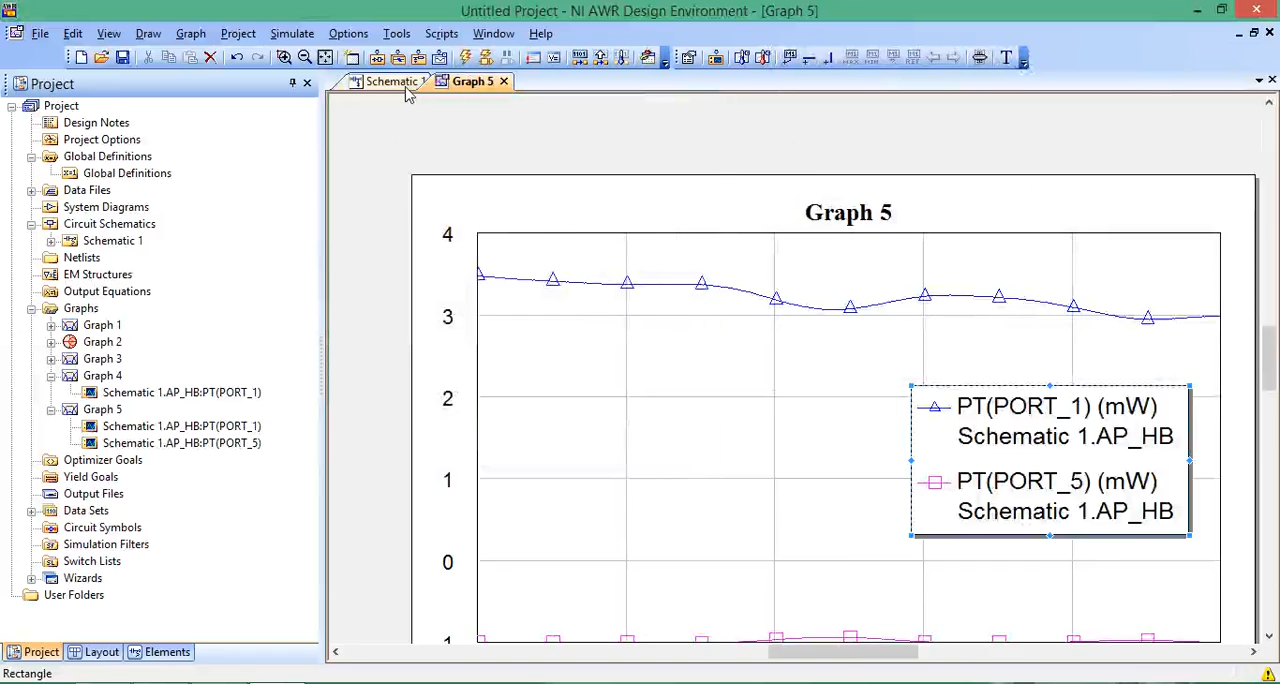 Untitled Project - NI AWR Design Environment - [Graph 5]
File Edit View Draw Graph Project Simulate Options Tools Scripts Window Help
Project
Schematic 1
Graph 5
Project
Design Notes
Project Options
Global Definitions
Global Definitions
Data Files
System Diagrams
Circuit Schematics
Schematic 1
Netlists
EM Structures
Output Equations
Graphs
Graph 1
Graph 2
Graph 3
Graph 4
Schematic 1.AP_HB:PT(PORT_1)
Graph 5
Schematic 1.AP_HB:PT(PORT_1)
Schematic 1.AP_HB:PT(PORT_5)
Optimizer Goals
Yield Goals
Output Files
Data Sets
Circuit Symbols
Simulation Filters
Switch Lists
Wizards
User Folders
Project Layout Elements
Rectangle
Graph 5
4
3
2
1
0
PT(PORT_1) (mW)
Schematic 1.AP_HB
PT(PORT_5) (mW)
Schematic 1.AP_HB